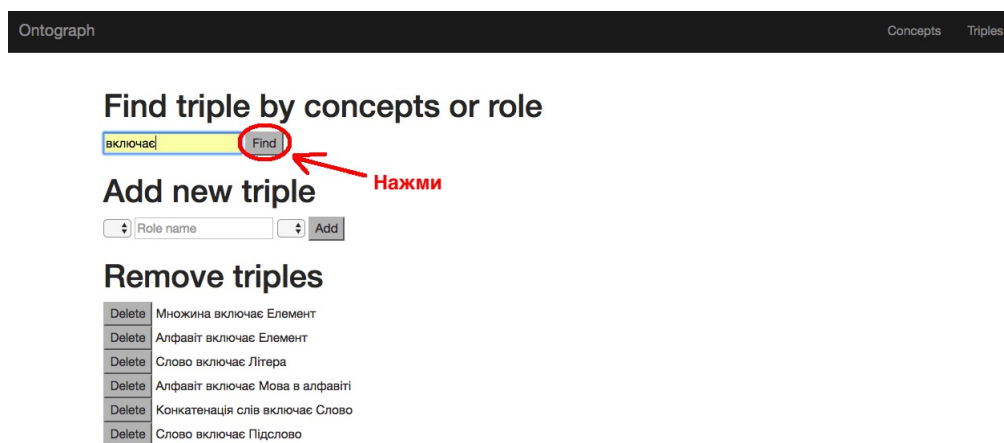 Ontograph Concepts Triples
Find triple by concepts or role
включає Find
Нажми
Add new triple
Role name Add
Remove triples
Delete Множина включає Елемент
Delete Алфавіт включає Елемент
Delete Слово включає Літера
Delete Алфавіт включає Мова в алфавіті
Delete Конкатенація слів включає Слово
Delete Слово включає Підслово